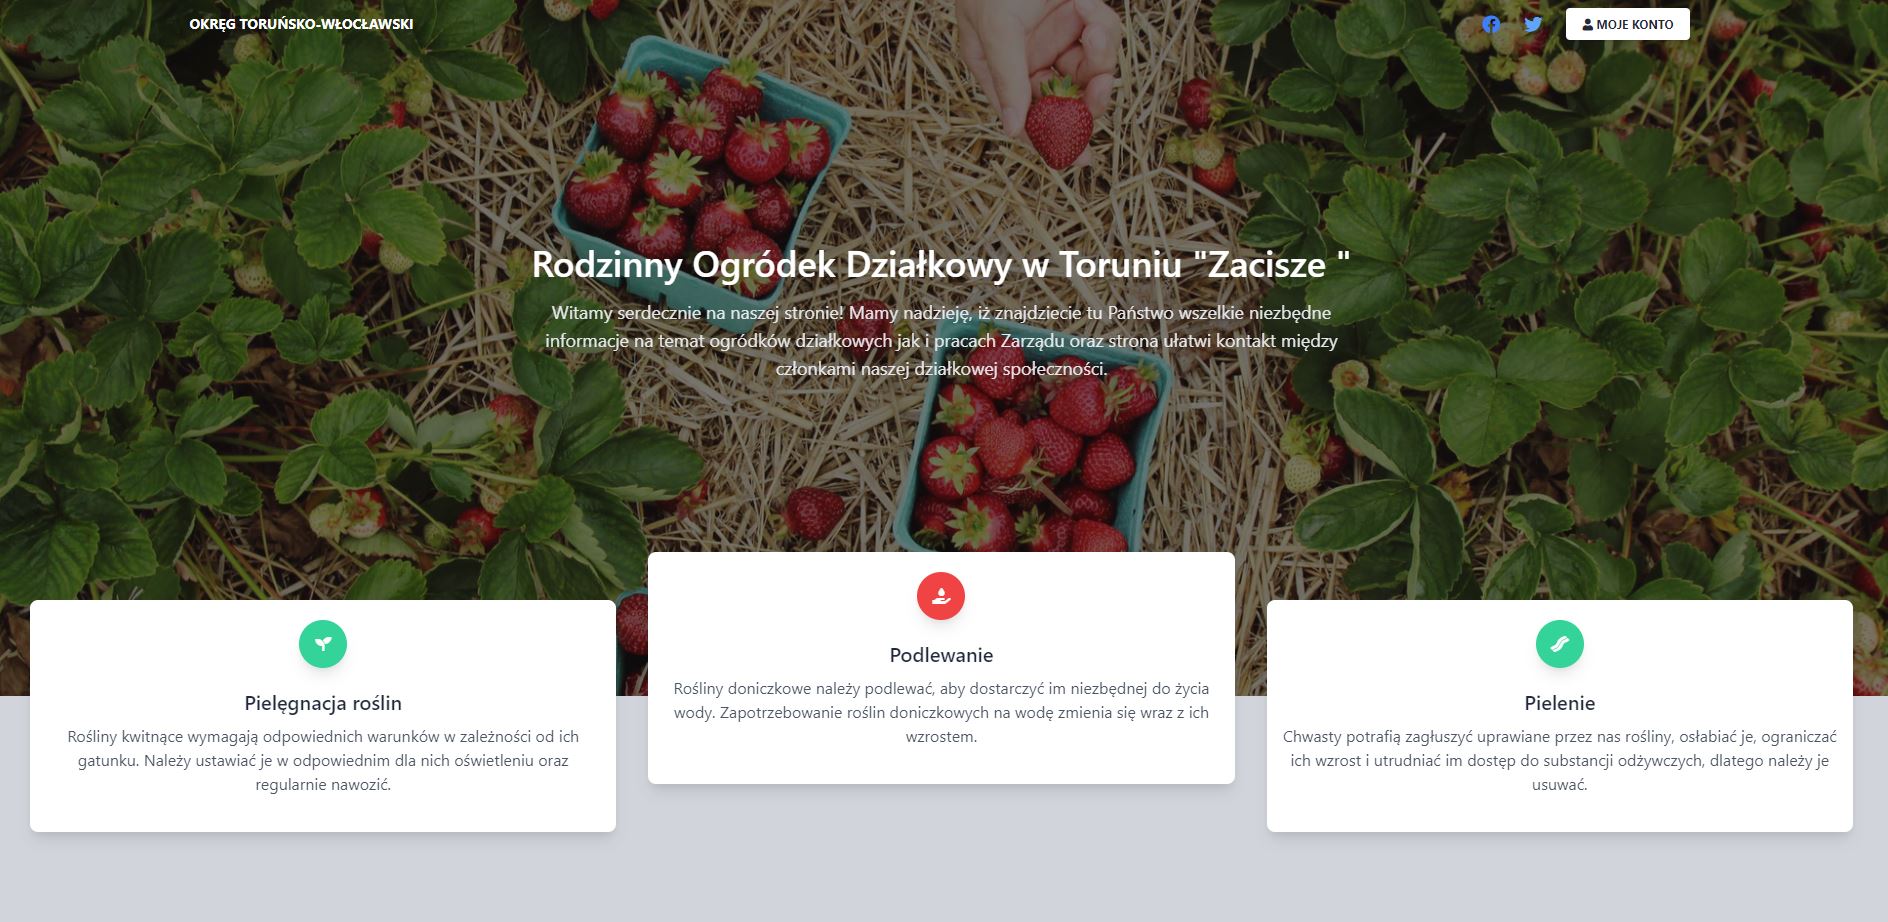 OKRĘG TORUŃSKO-WŁOCŁAWSKI
MOJE KONTO
Rodzinny Ogródek Działkowy w Toruniu "Zacisze "
Witamy serdecznie na naszej stronie! Mamy nadzieję, iż znajdziecie tu Państwo wszelkie niezbędne
informacje na temat ogródków działkowych jak i pracach Zarządu oraz strona ułatwi kontakt między
członkami naszej działkowej społeczności.
Pielęgnacja roślin
Rośliny kwitnące wymagają odpowiednich warunków w zależności od ich
gatunku. Należy ustawiać je w odpowiednim dla nich oświetleniu oraz
regularnie nawozić.
Podlewanie
Rośliny doniczkowe należy podlewać, aby dostarczyć im niezbędnej do życia
wody. Zapotrzebowanie roślin doniczkowych na wodę zmienia się wraz z ich
wzrostem.
Pielenie
Chwasty potrafią zagłuszyć uprawiane przez nas rośliny, osłabiać je, ograniczać
ich wzrost i utrudniać im dostęp do substancji odżywczych, dlatego należy je
usuwać.